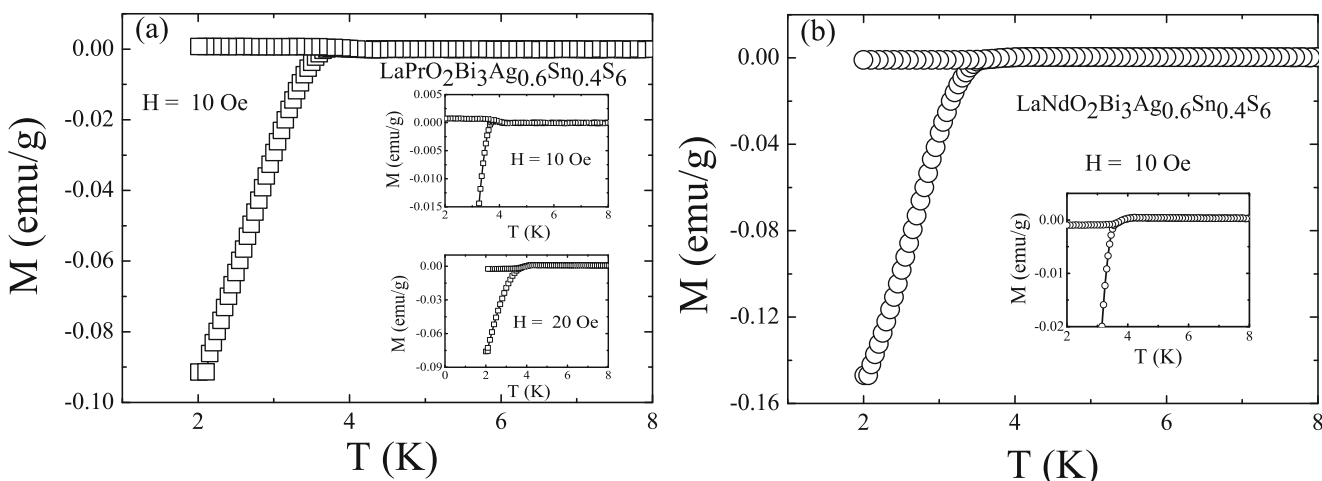 (a)
LaPrO2Bi3Ag0.6Sn0.4S6
H = 10 Oe
M (emu/g)
0.00
-0.02
-0.04
-0.06
-0.08
-0.10
2
4
6
8
T (K)
M (emu/g)
0.005
0.000
-0.005
-0.010
-0.015
H = 10 Oe
2
4
6
8
T (K)
M (emu/g)
0.00
-0.03
-0.06
-0.09
H = 20 Oe
0
2
4
6
8
T (K)
(b)
LaNdO2Bi3Ag0.6Sn0.4S6
H = 10 Oe
M (emu/g)
0.00
-0.04
-0.08
-0.12
-0.16
2
4
6
8
T (K)
M (emu/g)
0.00
-0.01
-0.02
2
4
6
8
T (K)